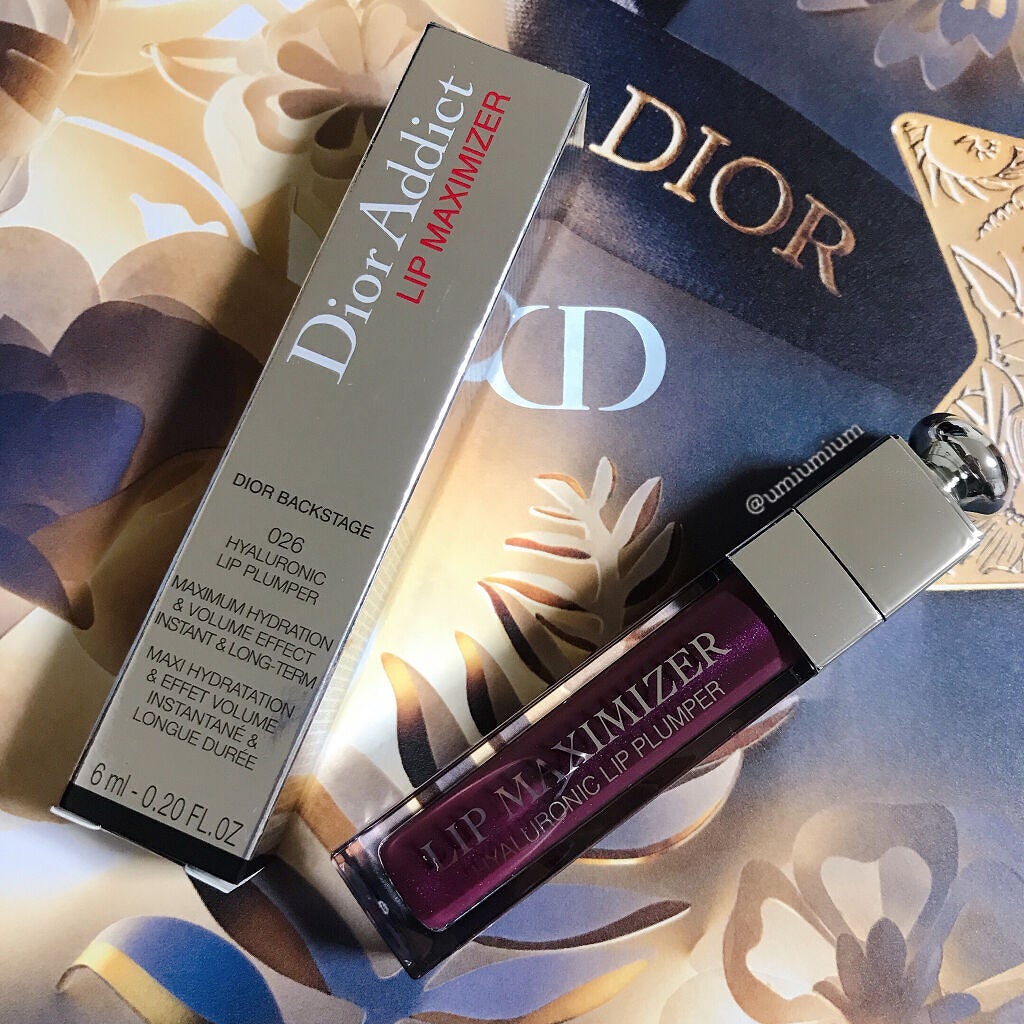 Dior Addict
LIP MAXIMIZER
DIOR BACKSTAGE
026
HYALURONIC
LIP PLUMPER
MAXIMUM HYDRATION
& VOLUME EFFECT
INSTANT & LONG-TERM
MAXI HYDRATATION
& EFFET VOLUME
INSTANTANÉ &
LONGUE DURÉE
6 ml - 0.20 FL.OZ
DIOR
CD
@umiumium
LIP MAXIMIZER
HYALURONIC LIP PLUMPER